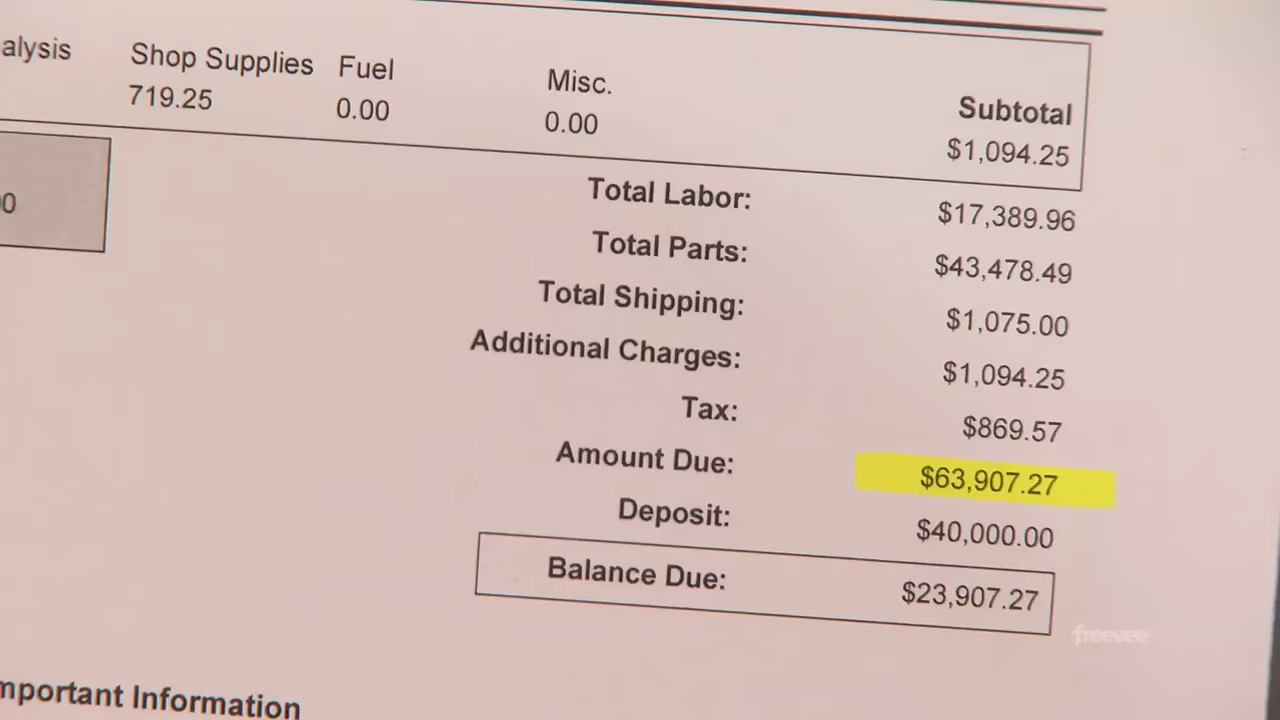 alysis Shop Supplies Fuel Misc. Subtotal
719.25 0.00 0.00 $1,094.25
Total Labor: $17,389.96
Total Parts: $43,478.49
Total Shipping: $1,075.00
Additional Charges: $1,094.25
Tax: $869.57
Amount Due: $63,907.27
Deposit: $40,000.00
Balance Due: $23,907.27
freevee
mportant Information